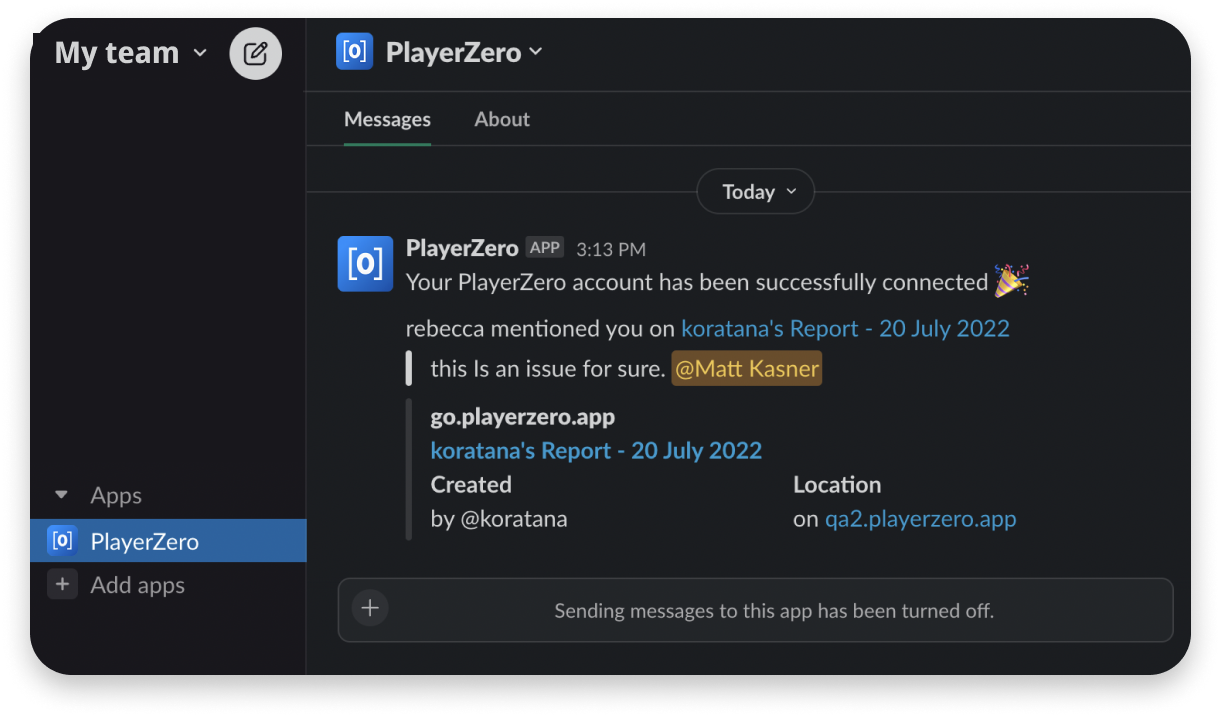 My team
PlayerZero
Messages
About
Today
PlayerZero APP 3:13 PM
Your PlayerZero account has been successfully connected 🎉
rebecca mentioned you on koratana's Report - 20 July 2022
this Is an issue for sure. @Matt Kasner
go.playerzero.app
koratana's Report - 20 July 2022
Created
by @koratana
Location
on qa2.playerzero.app
Apps
[0] PlayerZero
+ Add apps
+ Sending messages to this app has been turned off.